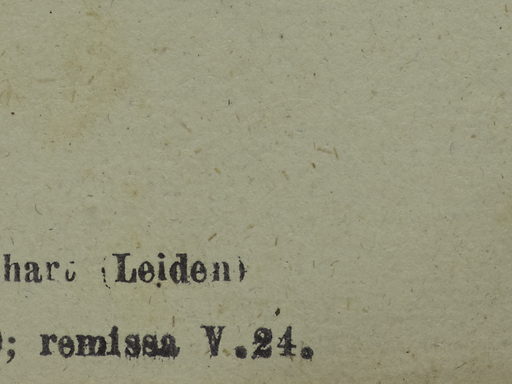 (Leiden)
; remissa V.24.